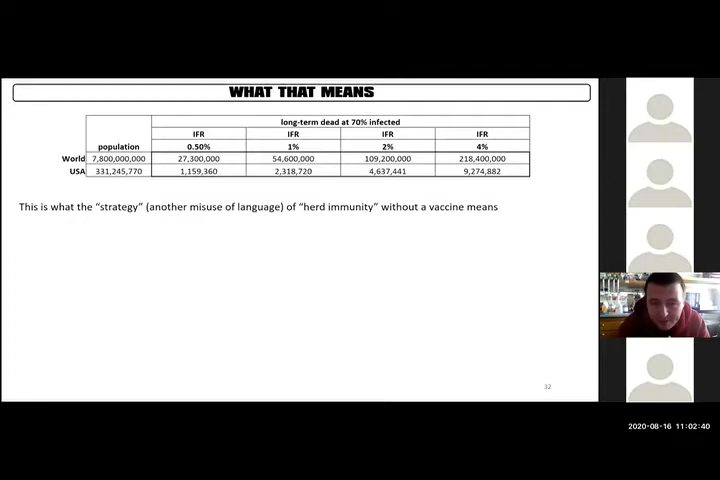 WHAT THAT MEANS
long-term dead at 70% infected
IFR IFR IFR IFR
population 0.50% 1% 2% 4%
World 7,800,000,000 27,300,000 54,600,000 109,200,000 218,400,000
USA 331,245,770 1,159,360 2,318,720 4,637,441 9,274,882
This is what the “strategy” (another misuse of language) of “herd immunity” without a vaccine means
32
2020-08-16 11:02:40